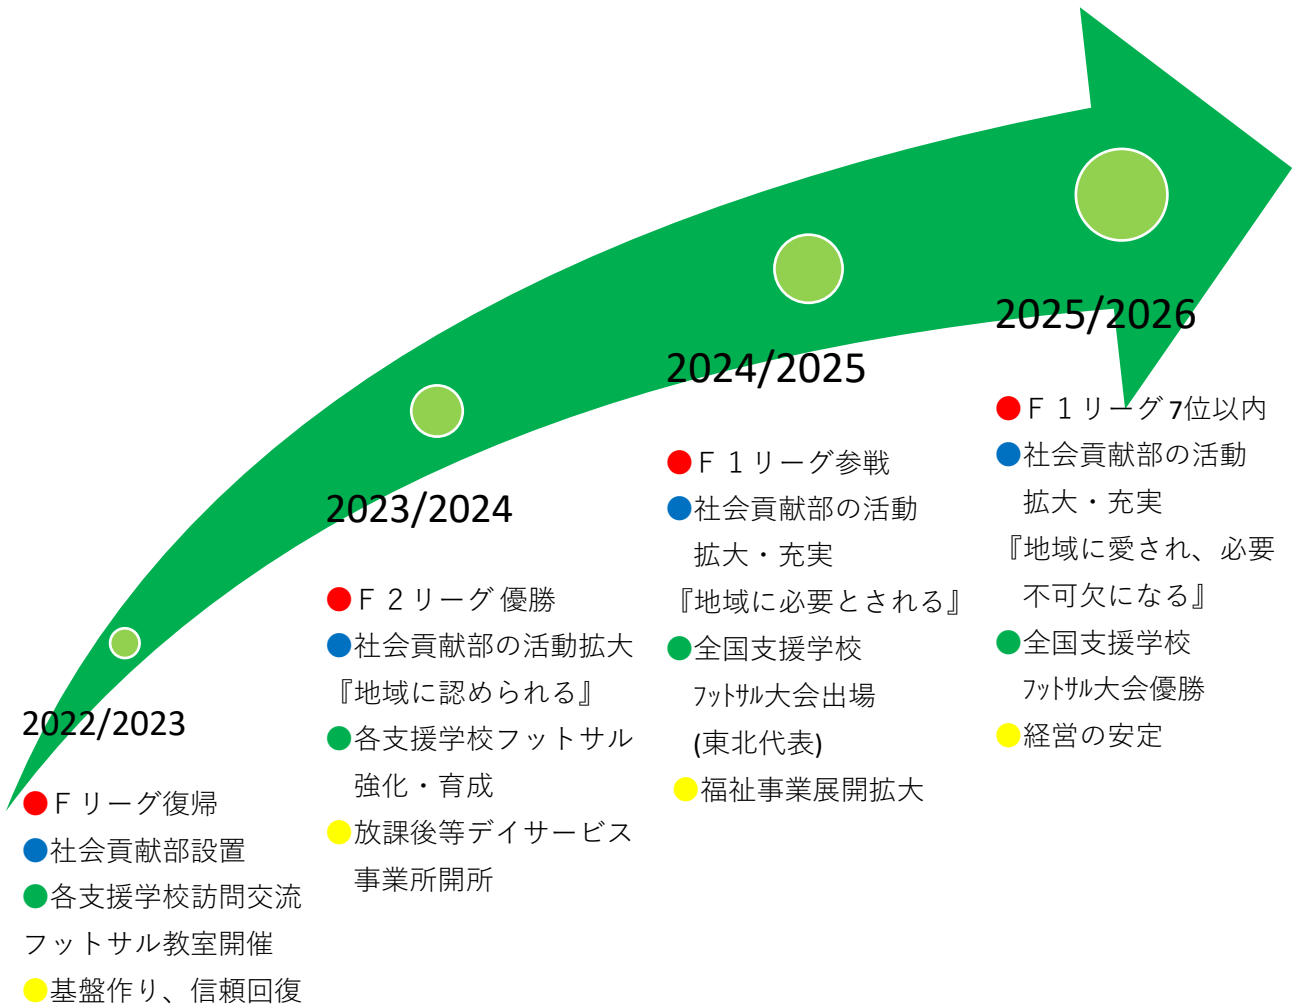 2022/2023
●Fリーグ復帰
●社会貢献部設置
●各支援学校訪問交流
フットサル教室開催
●基盤作り、信頼回復
2023/2024
●F2リーグ 優勝
●社会貢献部の活動拡大
『地域に認められる』
●各支援学校フットサル
強化・育成
●放課後等デイサービス
事業所開所
2024/2025
●F1リーグ参戦
●社会貢献部の活動
拡大・充実
『地域に必要とされる』
●全国支援学校
ﾌｯﾄｻﾙ大会出場
(東北代表)
●福祉事業展開拡大
2025/2026
●F1リーグ 7位以内
●社会貢献部の活動
拡大・充実
『地域に愛され、必要
不可欠になる』
●全国支援学校
ﾌｯﾄｻﾙ大会優勝
●経営の安定